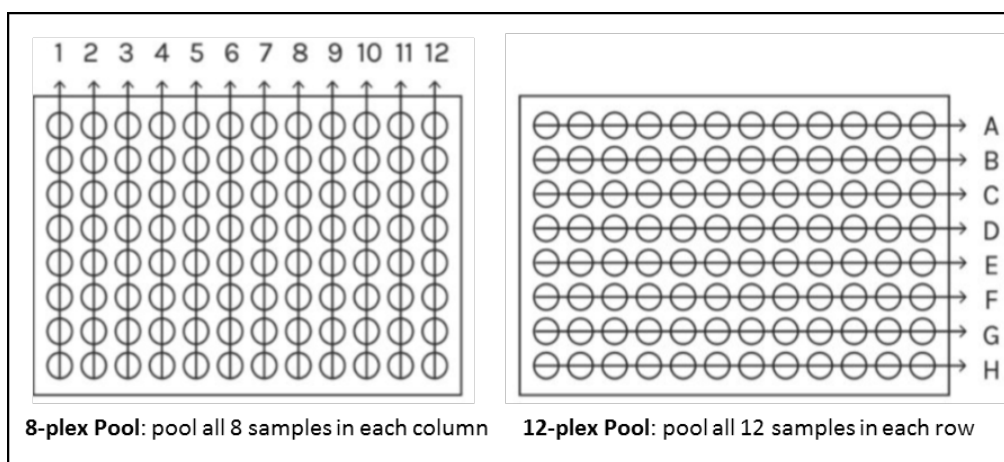 1 2 3 4 5 6 7 8 9 10 11 12
A
B
C
D
E
F
G
H
8-plex Pool: pool all 8 samples in each column
12-plex Pool: pool all 12 samples in each row